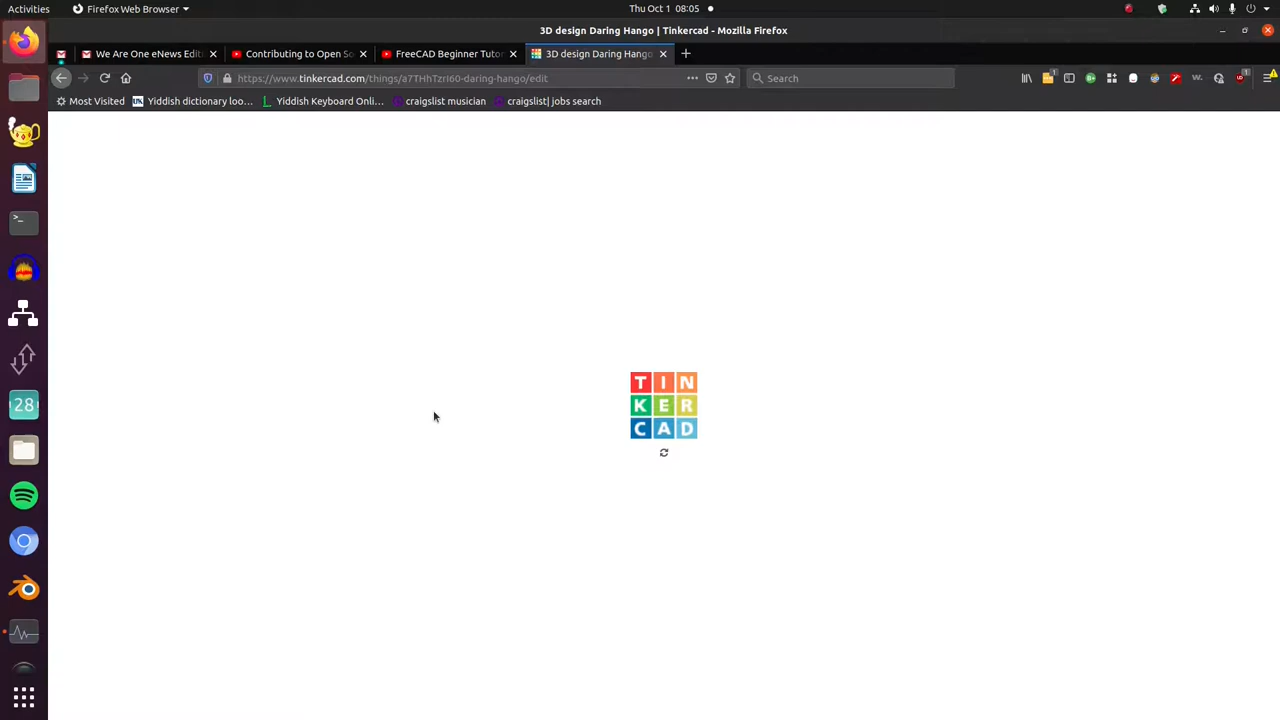 Activities
Firefox Web Browser
Thu Oct 1 08:05
3D design Daring Hango | Tinkercad - Mozilla Firefox
We Are One eNews Edit
Contributing to Open So
FreeCAD Beginner Tutor
3D design Daring Hango
https://www.tinkercad.com/things/a7THhTzrI60-daring-hango/edit
Search
Most Visited
Yiddish dictionary loo…
Yiddish Keyboard Onli…
craigslist musician
craigslist| jobs search
TIN
KER
CAD
28